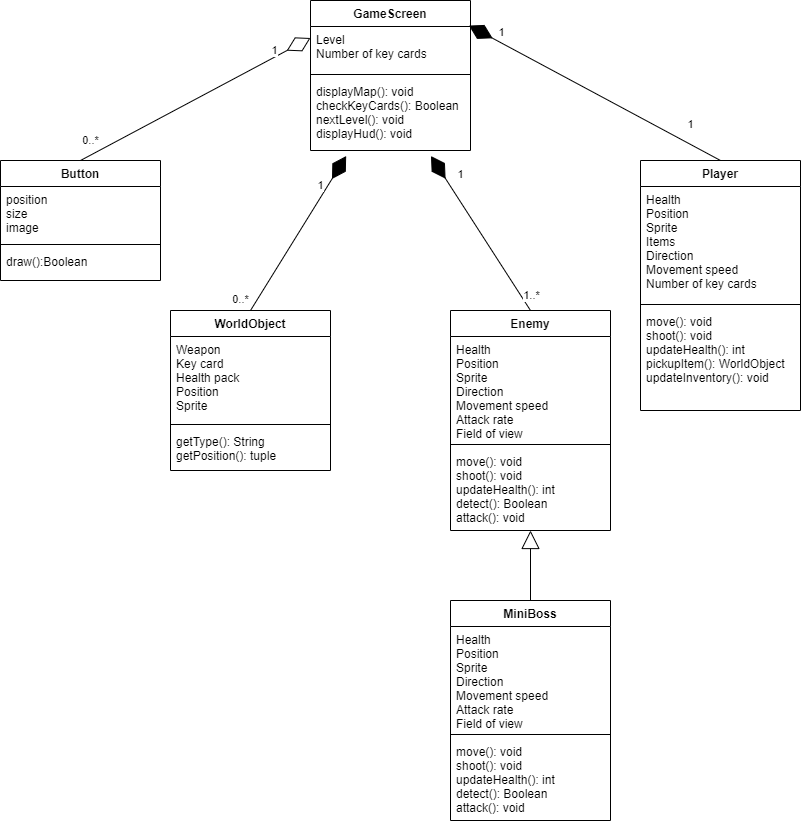 GameScreen
Level
Number of key cards
displayMap(): void
checkKeyCards(): Boolean
nextLevel(): void
displayHud(): void
1
0..*
1
1
1
0..*
1
1..*
Button
position
size
image
draw():Boolean
Player
Health
Position
Sprite
Items
Direction
Movement speed
Number of key cards
move(): void
shoot(): void
updateHealth(): int
pickupItem(): WorldObject
updateInventory(): void
WorldObject
Weapon
Key card
Health pack
Position
Sprite
getType(): String
getPosition(): tuple
Enemy
Health
Position
Sprite
Direction
Movement speed
Attack rate
Field of view
move(): void
shoot(): void
updateHealth(): int
detect(): Boolean
attack(): void
MiniBoss
Health
Position
Sprite
Direction
Movement speed
Attack rate
Field of view
move(): void
shoot(): void
updateHealth(): int
detect(): Boolean
attack(): void